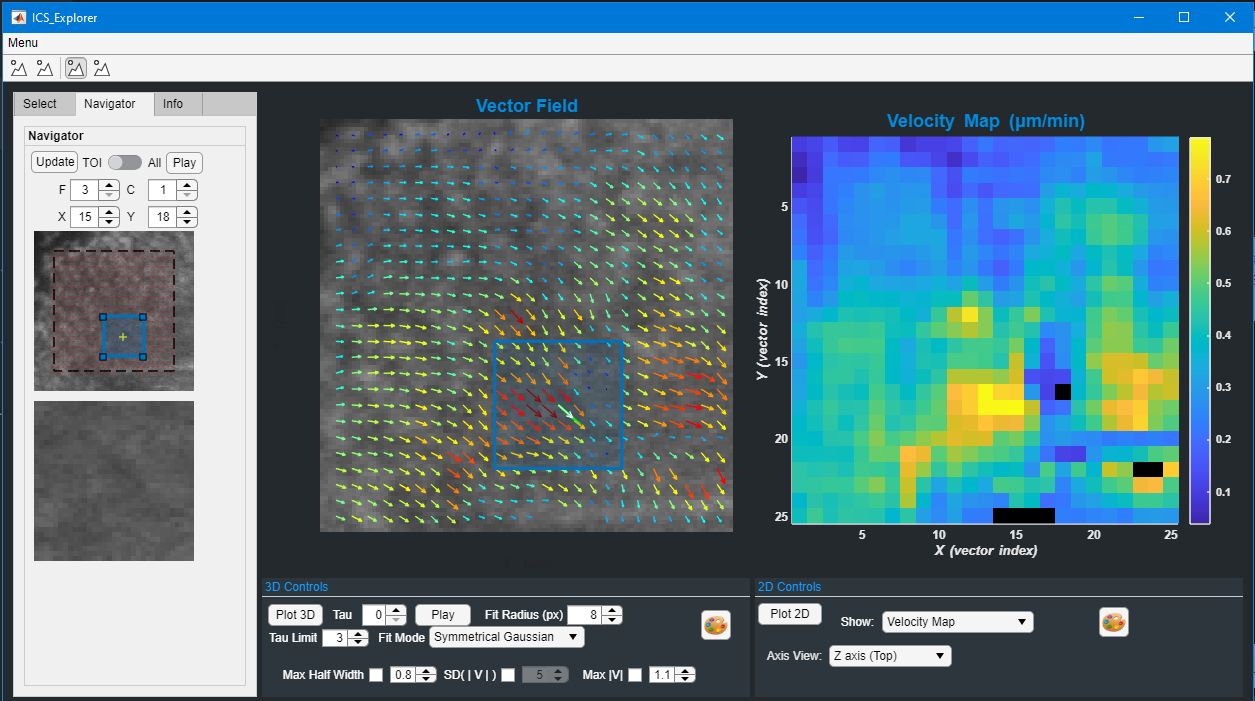 ICS_Explorer
Menu
Select Navigator Info
Navigator
Update TOI All Play
F 3 C 1
X 15 Y 18
Vector Field
Velocity Map (µm/min)
5
10
15
20
25
Y (vector index)
5 10 15 20 25
X (vector index)
0.7
0.6
0.5
0.4
0.3
0.2
0.1
3D Controls
Plot 3D Tau 0 Play Fit Radius (px) 8
Tau Limit 3 Fit Mode Symmetrical Gaussian
Max Half Width 0.8 SD( | V | ) 5 Max |V| 1.1
2D Controls
Plot 2D Show: Velocity Map
Axis View: Z axis (Top)